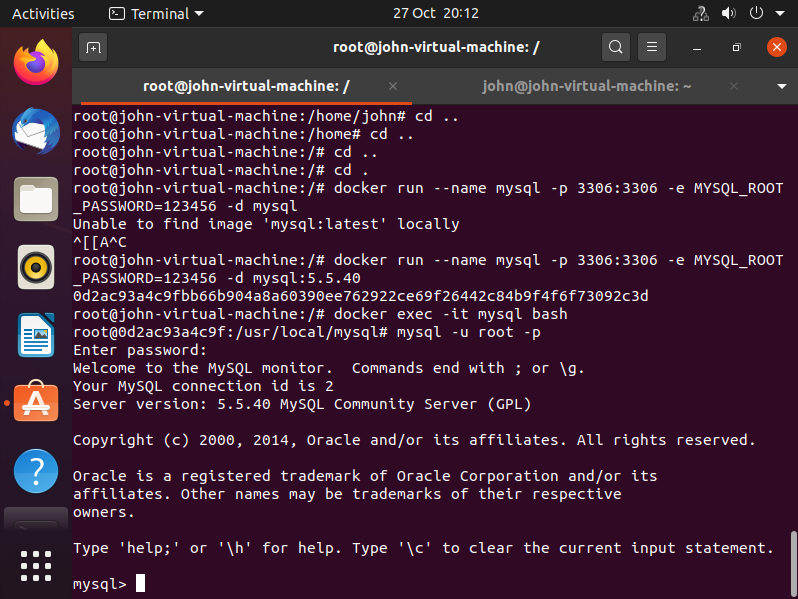 Activities
Terminal
27 Oct 20:12
root@john-virtual-machine: /
root@john-virtual-machine: /
john@john-virtual-machine: ~
root@john-virtual-machine:/home/john# cd ..
root@john-virtual-machine:/home# cd ..
root@john-virtual-machine:/# cd ..
root@john-virtual-machine:/# cd .
root@john-virtual-machine:/# docker run --name mysql -p 3306:3306 -e MYSQL_ROOT
_PASSWORD=123456 -d mysql
Unable to find image 'mysql:latest' locally
^[[A^C
root@john-virtual-machine:/# docker run --name mysql -p 3306:3306 -e MYSQL_ROOT
_PASSWORD=123456 -d mysql:5.5.40
0d2ac93a4c9fbb66b904a8a60390ee762922ce69f26442c84b9f4f6f73092c3d
root@john-virtual-machine:/# docker exec -it mysql bash
root@0d2ac93a4c9f:/usr/local/mysql# mysql -u root -p
Enter password:
Welcome to the MySQL monitor.  Commands end with ; or \g.
Your MySQL connection id is 2
Server version: 5.5.40 MySQL Community Server (GPL)
Copyright (c) 2000, 2014, Oracle and/or its affiliates. All rights reserved.
Oracle is a registered trademark of Oracle Corporation and/or its
affiliates. Other names may be trademarks of their respective
owners.
Type 'help;' or '\h' for help. Type '\c' to clear the current input statement.
mysql>